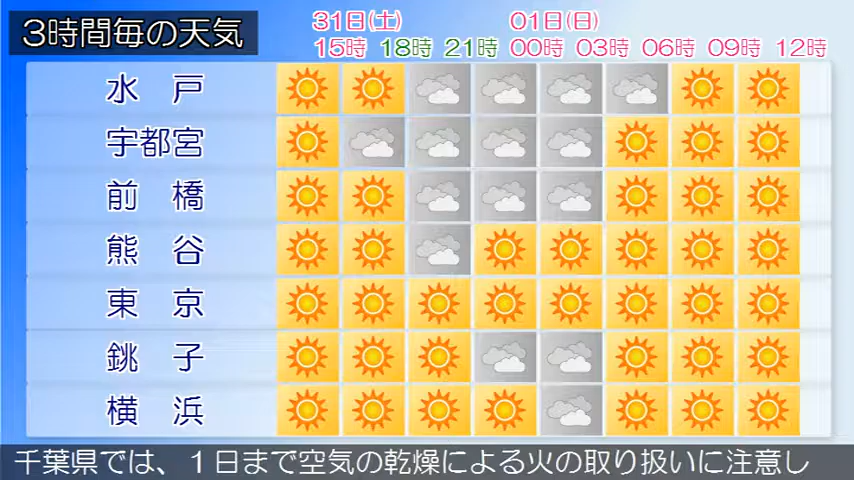 3時間毎の天気
31日(土) 01日(日)
15時 18時 21時 00時 03時 06時 09時 12時
水 戸
宇都宮
前 橋
熊 谷
東 京
銚 子
横 浜
千葉県では、1日まで空気の乾燥による火の取り扱いに注意し